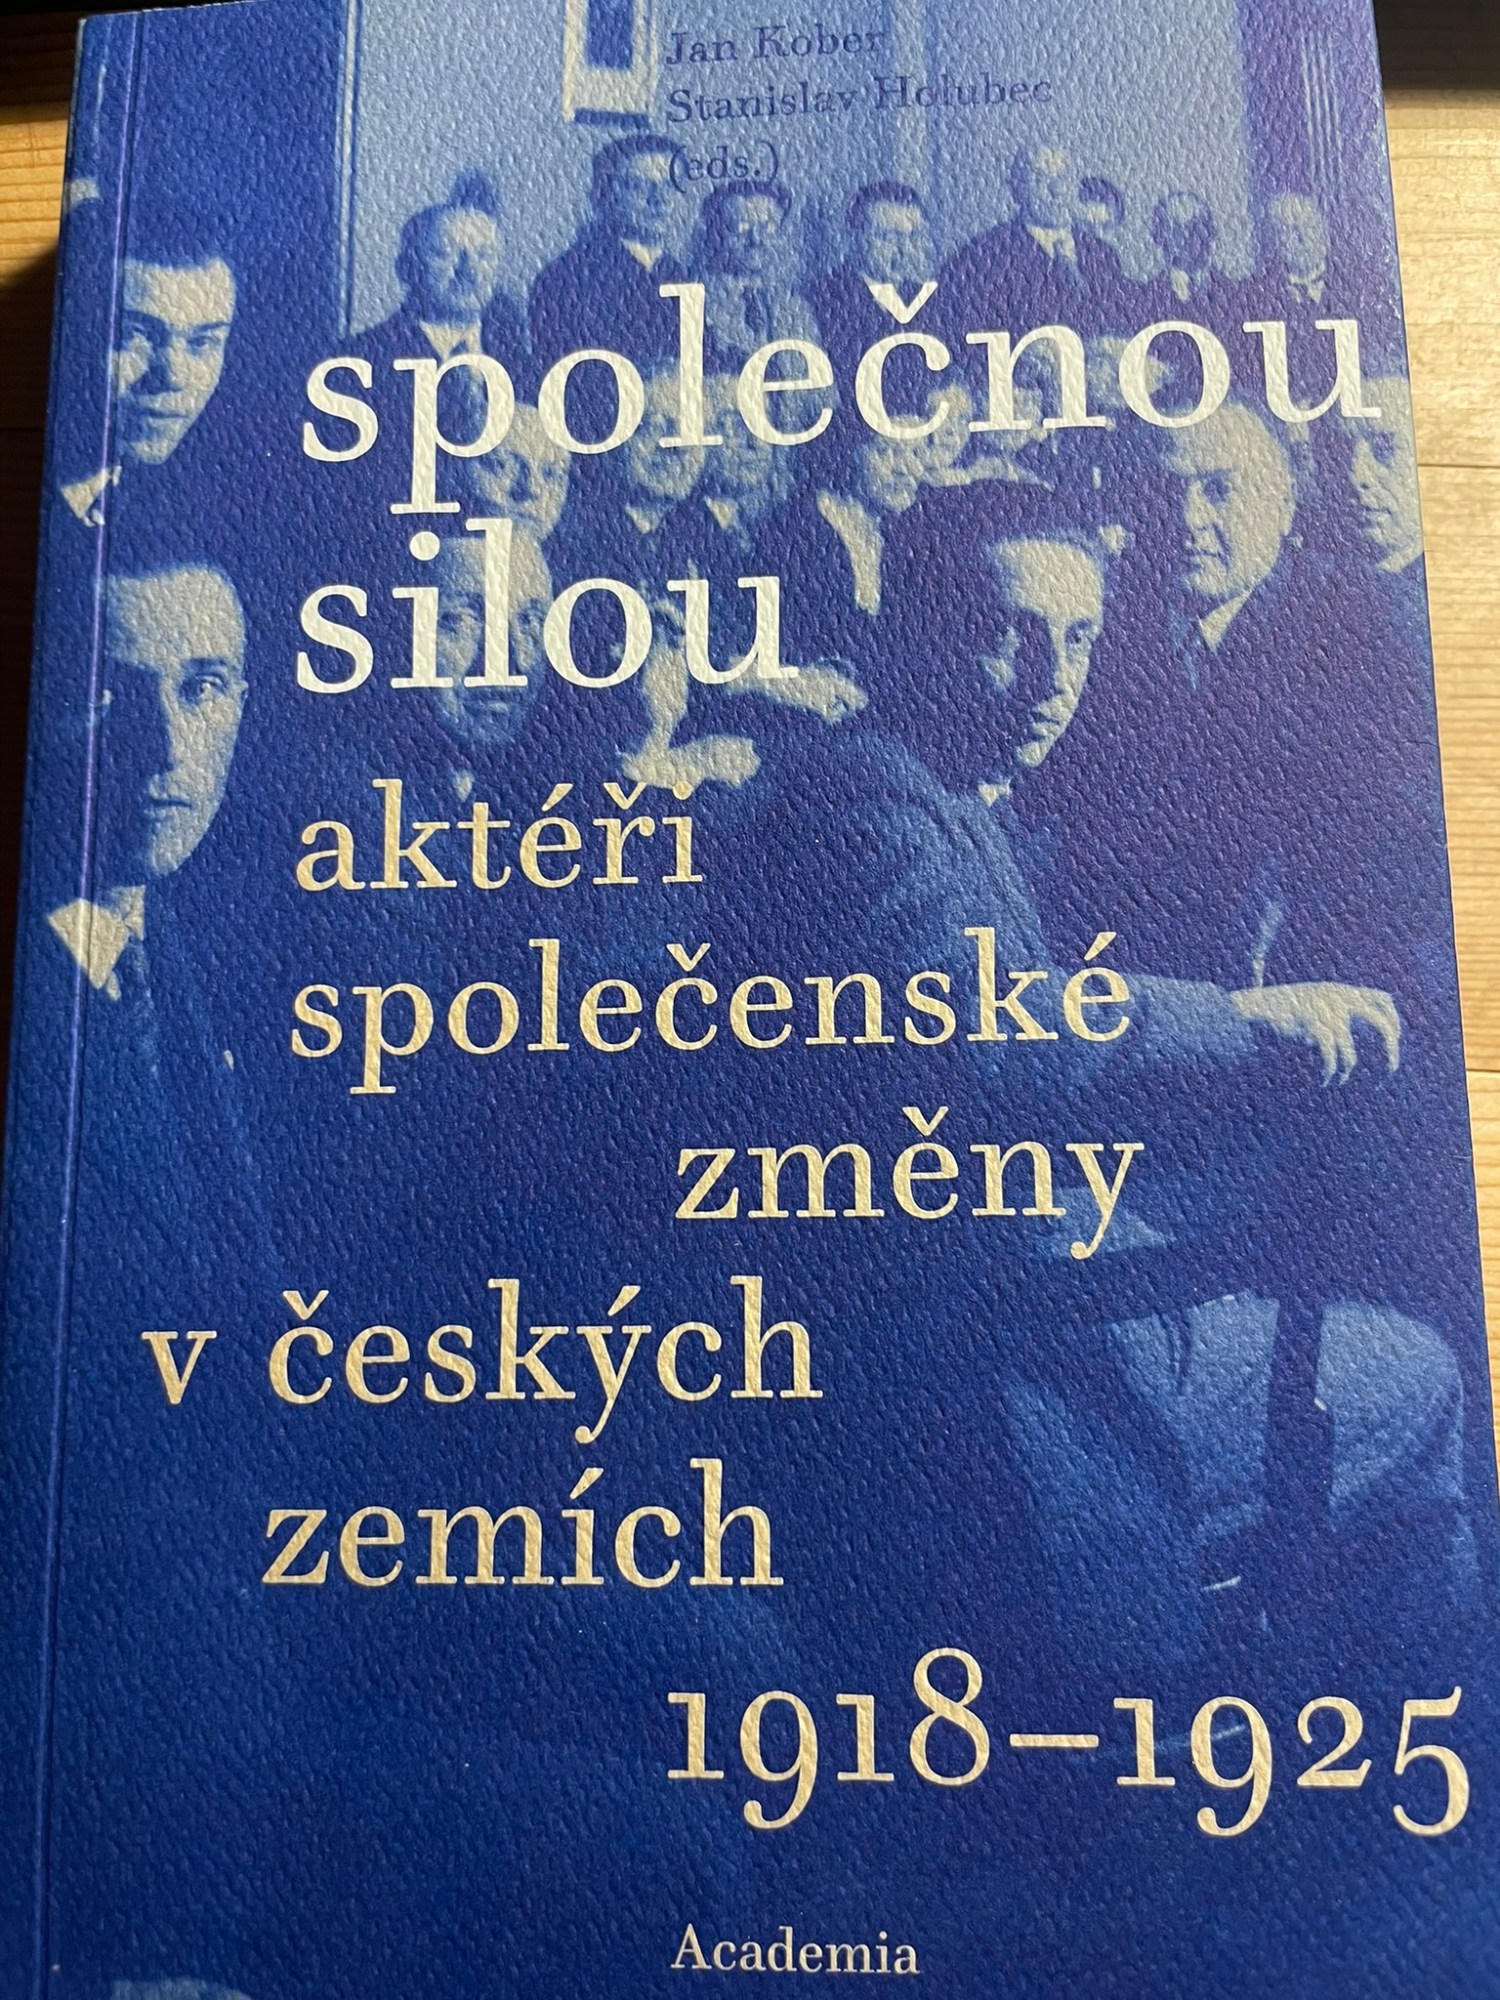 Jan Kober
Stanislav Holubec
(eds.)
společnou
silou
aktéři
společenské
změny
v českých
zemích
1918–1925
Academia